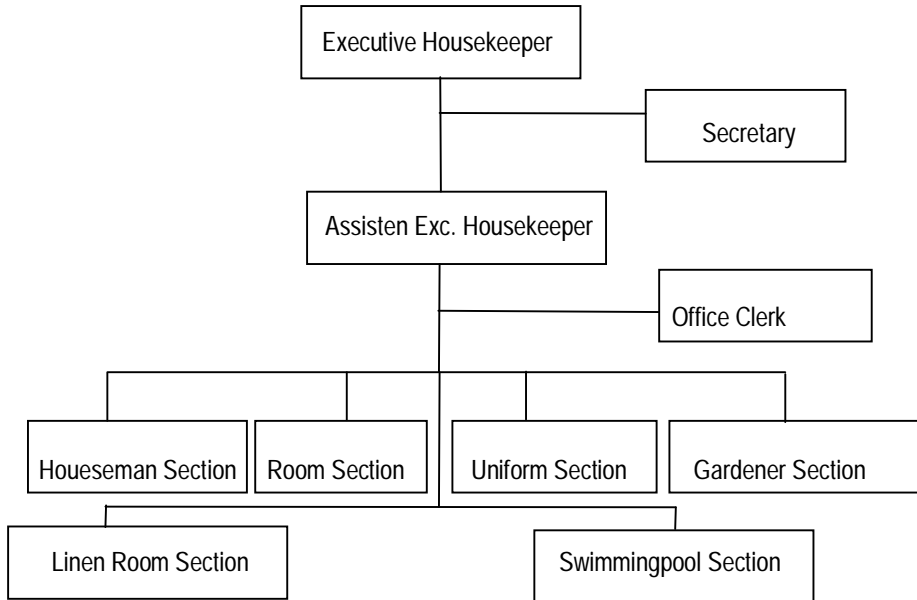 Executive Housekeeper
Secretary
Assisten Exc. Housekeeper
Office Clerk
Houeseman Section
Room Section
Uniform Section
Gardener Section
Linen Room Section
Swimmingpool Section